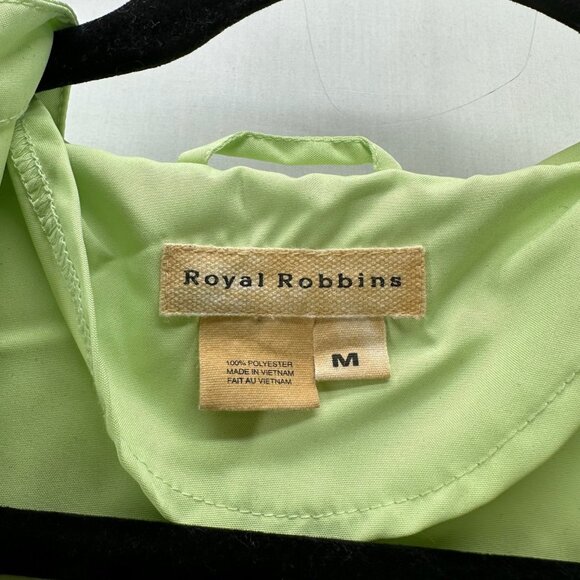 Royal Robbins
100% POLYESTER
MADE IN VIETNAM
FAIT AU VIETNAM
M